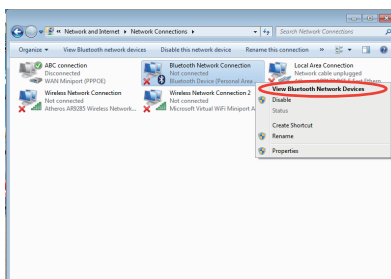 « Network and Internet ▸ Network Connections ▸
Search Network Connections
Organize ▾ View Bluetooth network devices Disable this network device Rename this connection »
ABC connection
Disconnected
WAN Miniport (PPPOE)
Bluetooth Network Connection
Not connected
Bluetooth Device (Personal Area...
Local Area Connection
Network cable unplugged
Wireless Network Connection
Not connected
Atheros AR9285 Wireless Network...
Wireless Network Connection 2
Not connected
Microsoft Virtual WiFi Miniport A
View Bluetooth Network Devices
Disable
Status
Create Shortcut
Rename
Properties